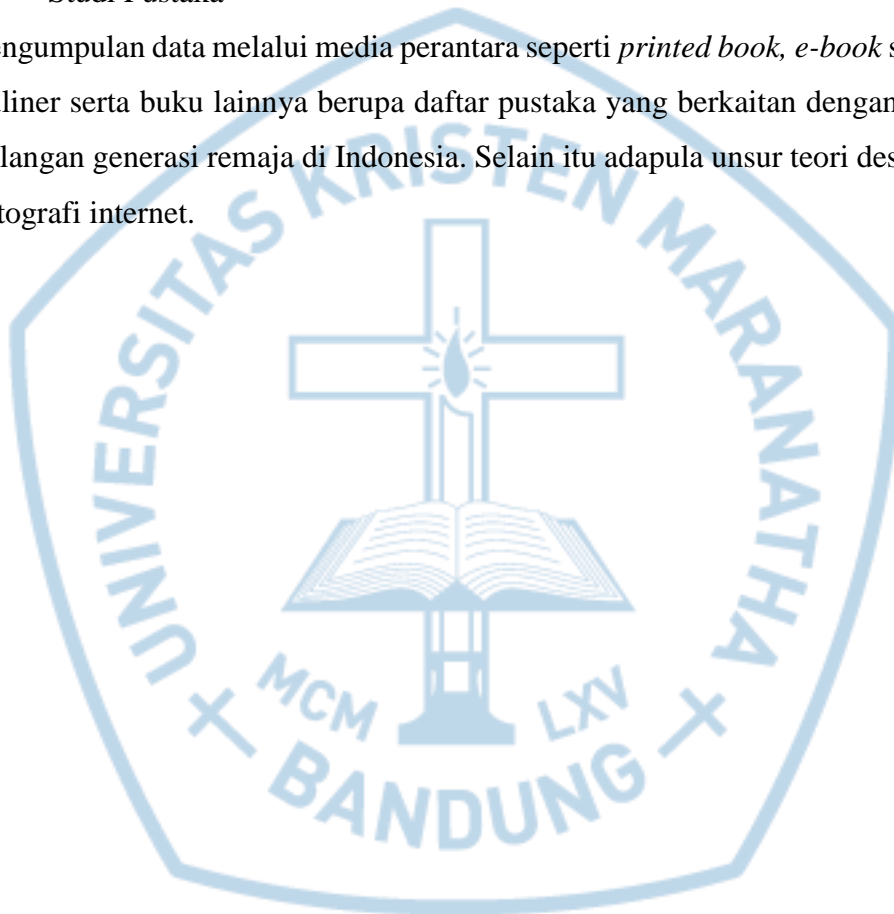 Studi Pustaka
engumpulan data melalui media perantara seperti printed book, e-book s
liner serta buku lainnya berupa daftar pustaka yang berkaitan dengan
langan generasi remaja di Indonesia. Selain itu adapula unsur teori des
tografi internet.
UNIVERSITAS KRISTEN MARANATHA
MCM LXV
BANDUNG